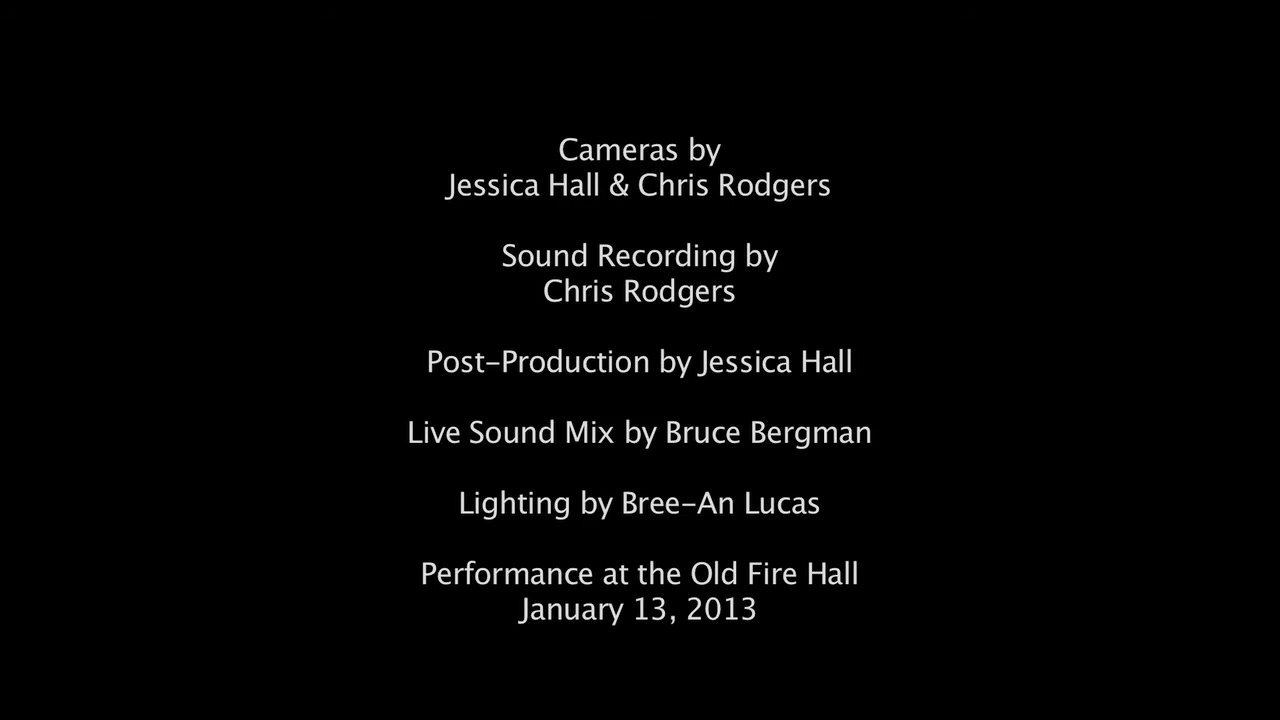 Cameras by
Jessica Hall & Chris Rodgers
Sound Recording by
Chris Rodgers
Post-Production by Jessica Hall
Live Sound Mix by Bruce Bergman
Lighting by Bree-An Lucas
Performance at the Old Fire Hall
January 13, 2013